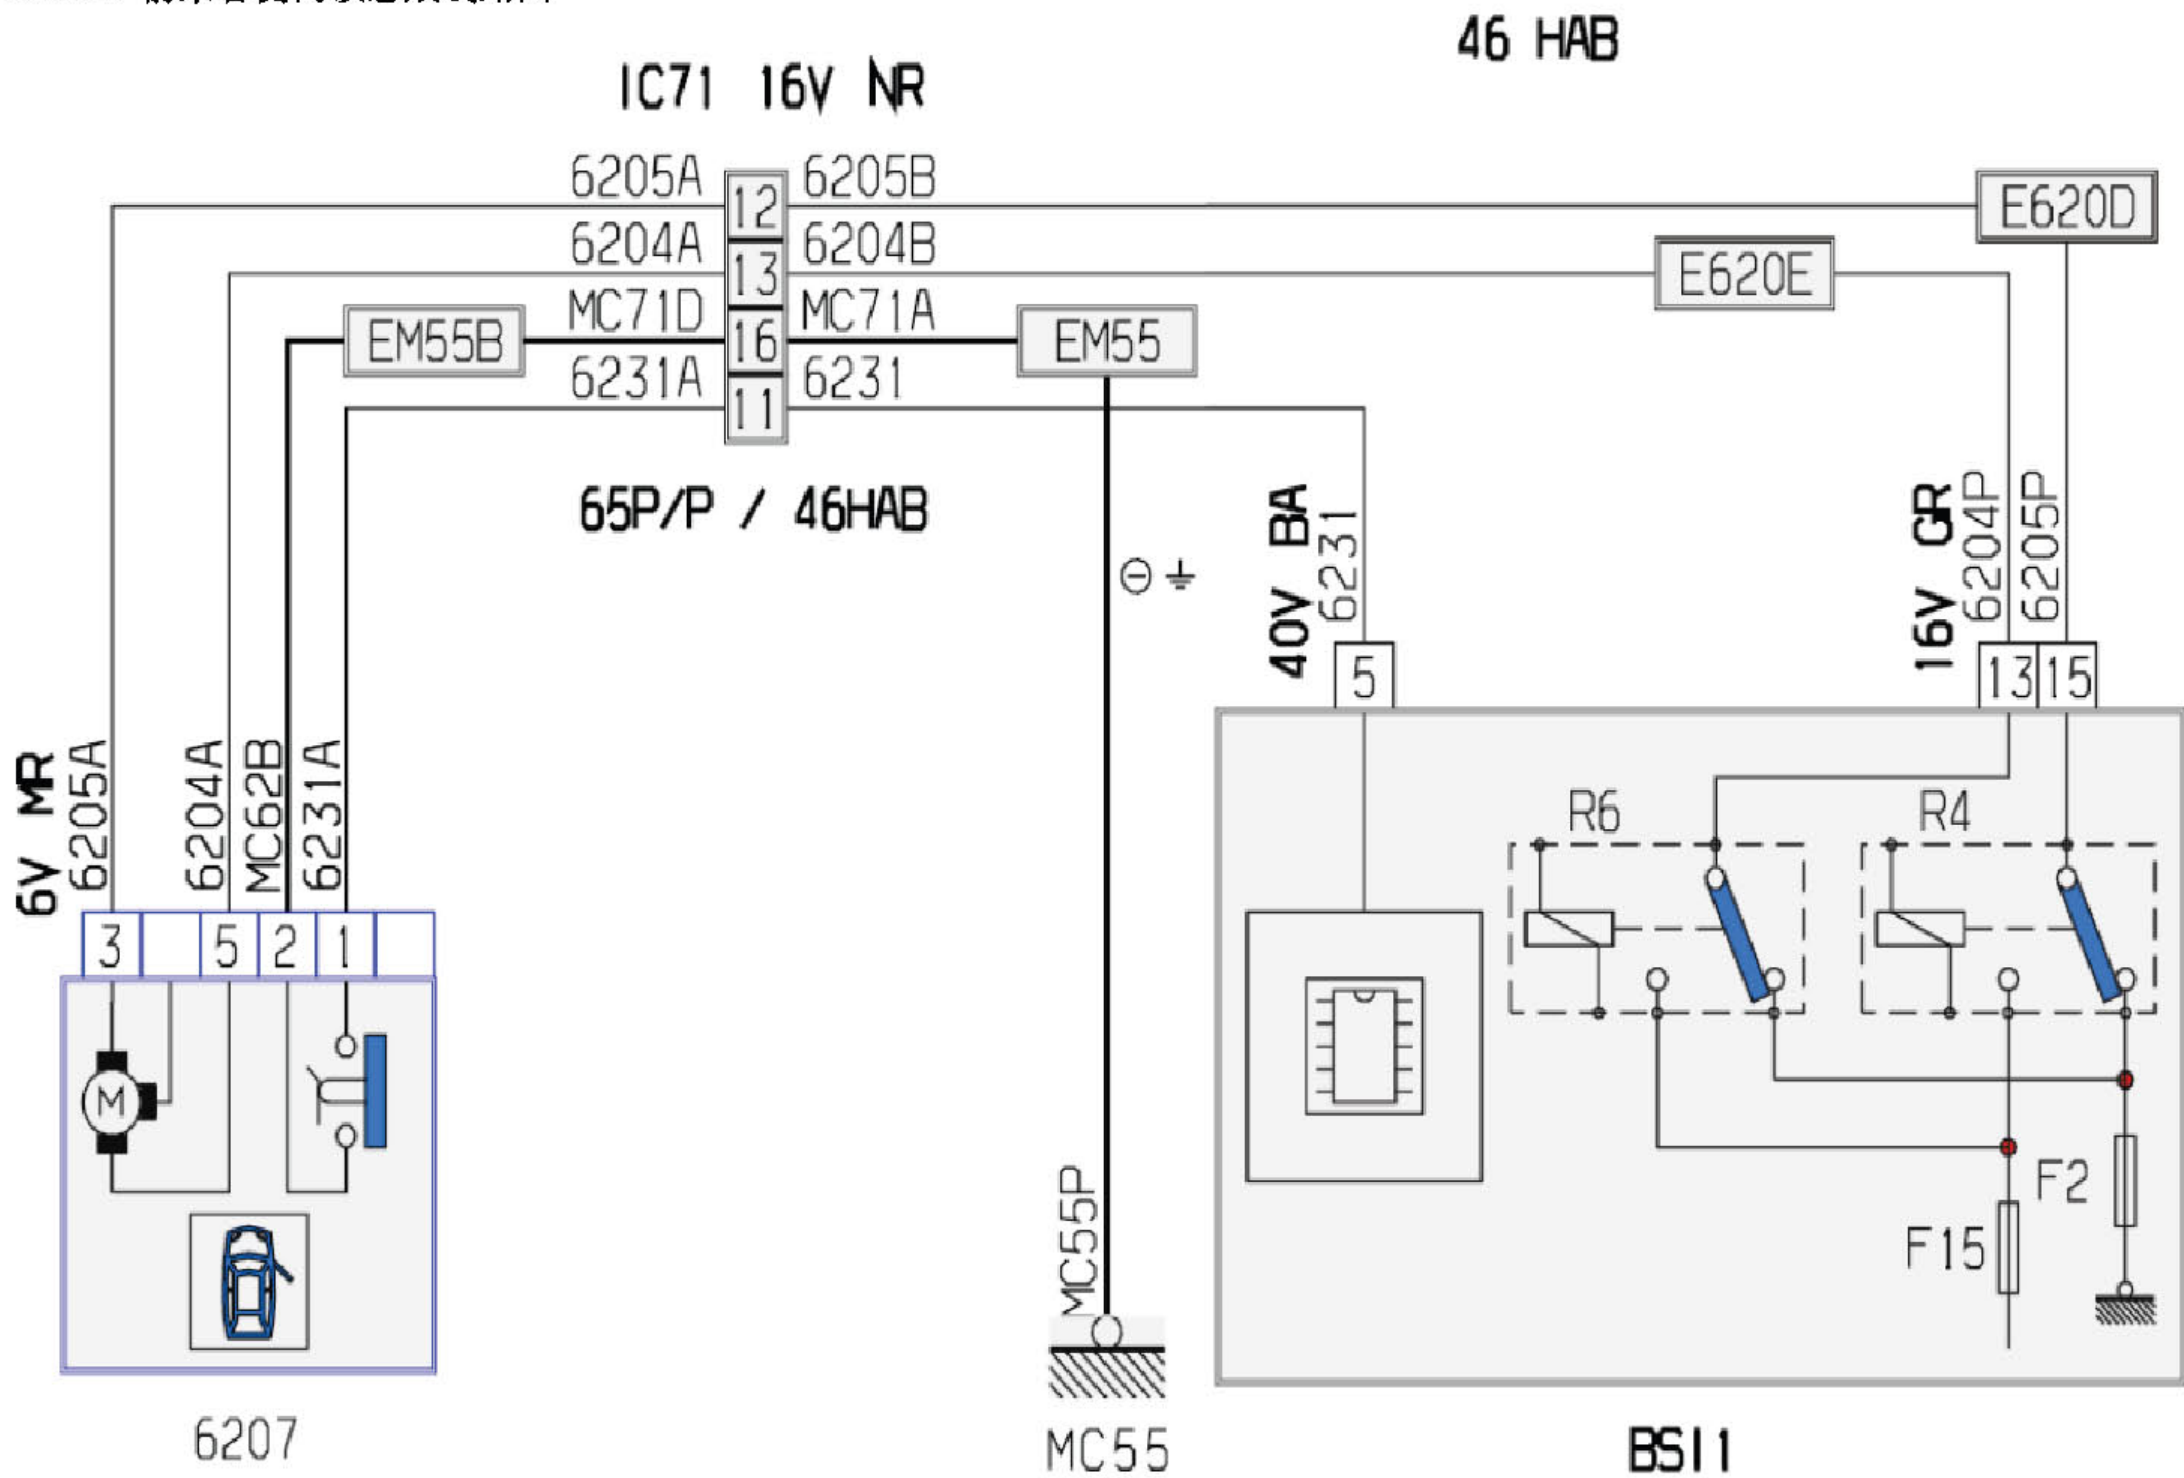 46 HAB
IC71 16V NR
6205A 12 6205B
E620D
6204A 13 6204B
E620E
MC71D 16 MC71A
EM55B
EM55
6231A 11 6231
65P/P / 46HAB
40V BA
6231
16V GR
6204P
6205P
5
13 15
6V MR
6205A
6204A
MC62B
6231A
3 5 2 1
M
R6
R4
F2
F15
MC55P
6207
MC55
BSI1